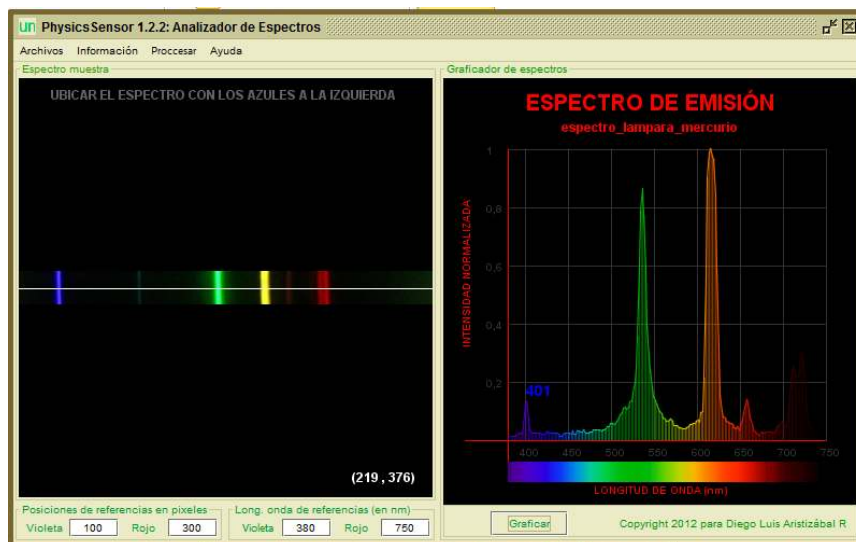 un PhysicsSensor 1.2.2: Analizador de Espectros
Archivos Información Proccesar Ayuda
Espectro muestra
UBICAR EL ESPECTRO CON LOS AZULES A LA IZQUIERDA
(219 , 376)
Posiciones de referencias en pixeles
Violeta 100 Rojo 300
Long. onda de referencias (en nm)
Violeta 380 Rojo 750
Graficador de espectros
ESPECTRO DE EMISIÓN
espectro_lampara_mercurio
INTENSIDAD NORMALIZADA
1
0,8
0,6
0,4
0,2
401
400 450 500 550 600 650 700 750
LONGITUD DE ONDA (nm)
Graficar
Copyright 2012 para Diego Luis Aristizábal R